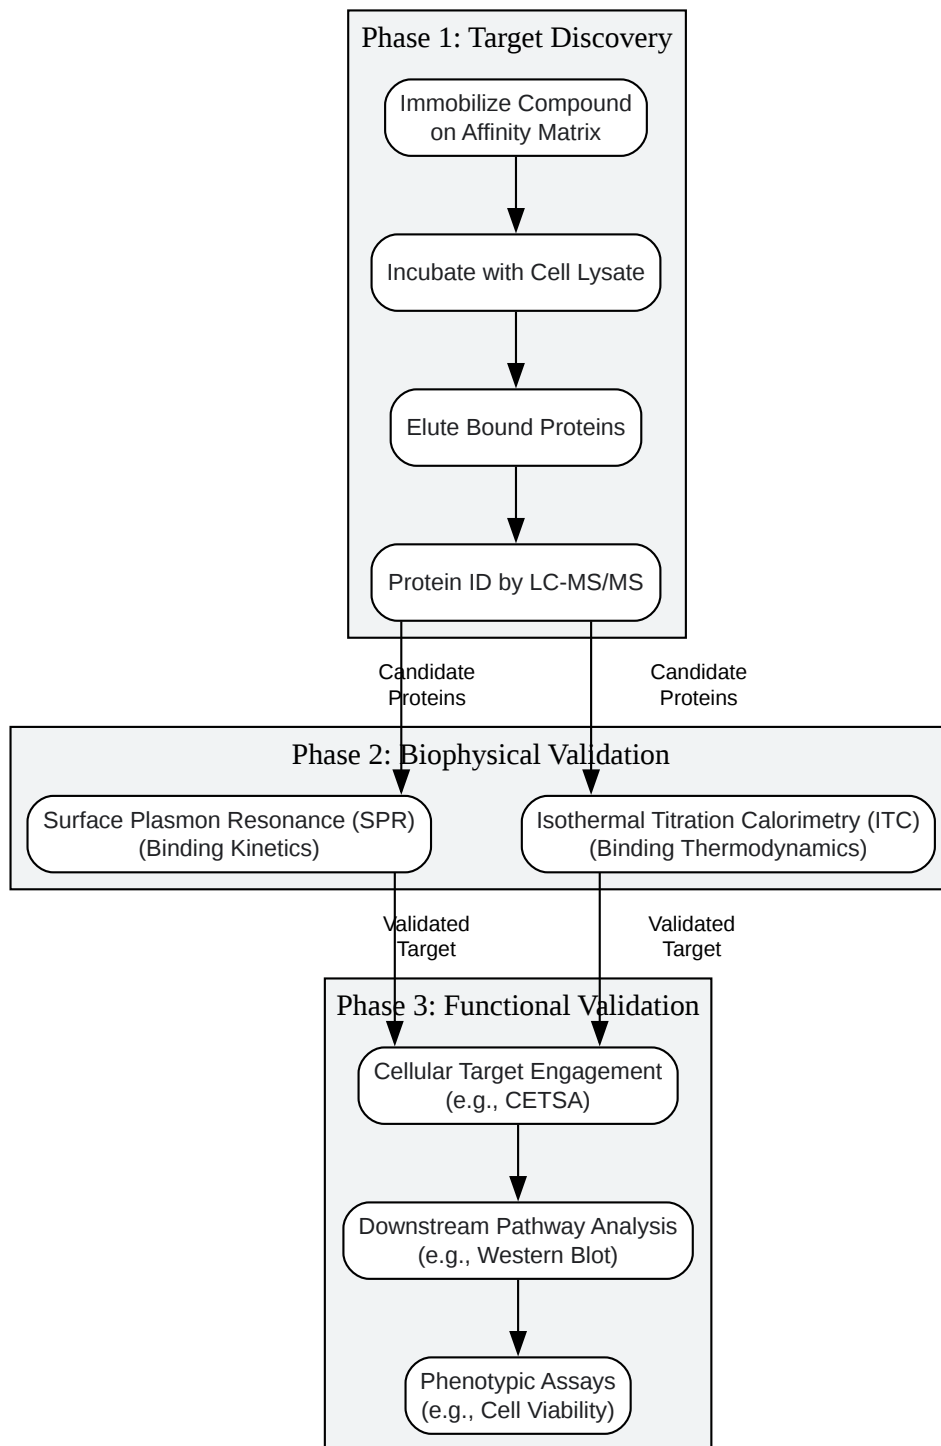 Phase 1: Target Discovery
Immobilize Compound
on Affinity Matrix
Incubate with Cell Lysate
Elute Bound Proteins
Protein ID by LC-MS/MS
Candidate
Proteins
Candidate
Proteins
Phase 2: Biophysical Validation
Surface Plasmon Resonance (SPR)
(Binding Kinetics)
Isothermal Titration Calorimetry (ITC)
(Binding Thermodynamics)
Validated
Target
Validated
Target
Phase 3: Functional Validation
Cellular Target Engagement
(e.g., CETSA)
Downstream Pathway Analysis
(e.g., Western Blot)
Phenotypic Assays
(e.g., Cell Viability)